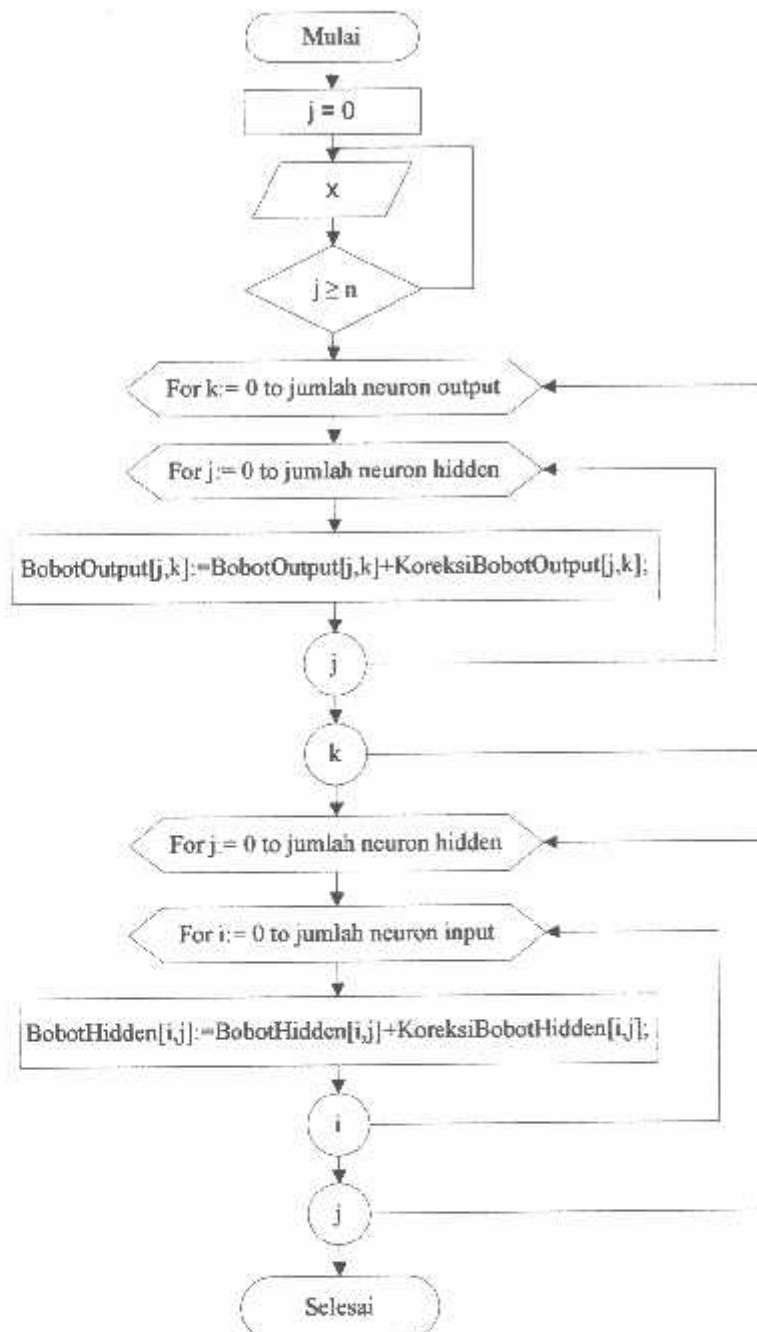 Mulai
j = 0
x
j ≥ n
For k:= 0 to jumlah neuron output
For j:= 0 to jumlah neuron hidden
BobotOutput[j,k]:=BobotOutput[j,k]+KoreksiBobotOutput[j,k];
j
k
For j:= 0 to jumlah neuron hidden
For i:= 0 to jumlah neuron input
BobotHidden[i,j]:=BobotHidden[i,j]+KoreksiBobotHidden[i,j];
i
j
Selesai